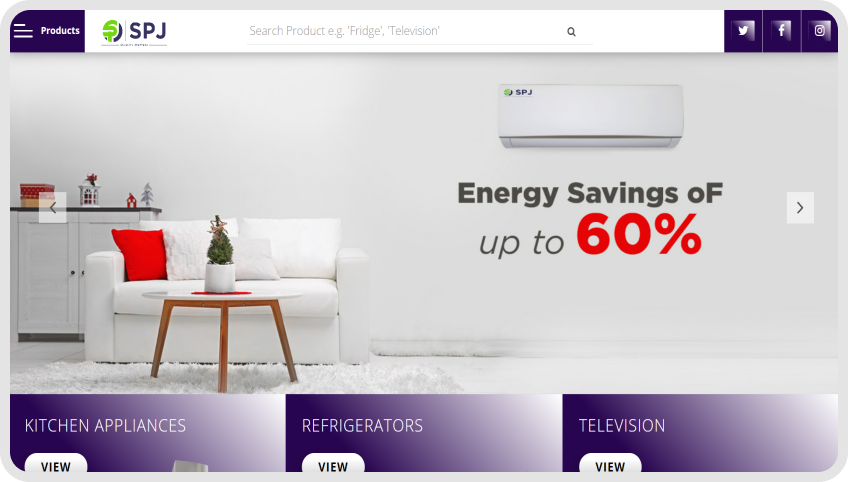 Products
SPJ
Search Product e.g. 'Fridge', 'Television'
SPJ
Energy Savings oF
up to 60%
KITCHEN APPLIANCES
REFRIGERATORS
TELEVISION
VIEW
VIEW
VIEW